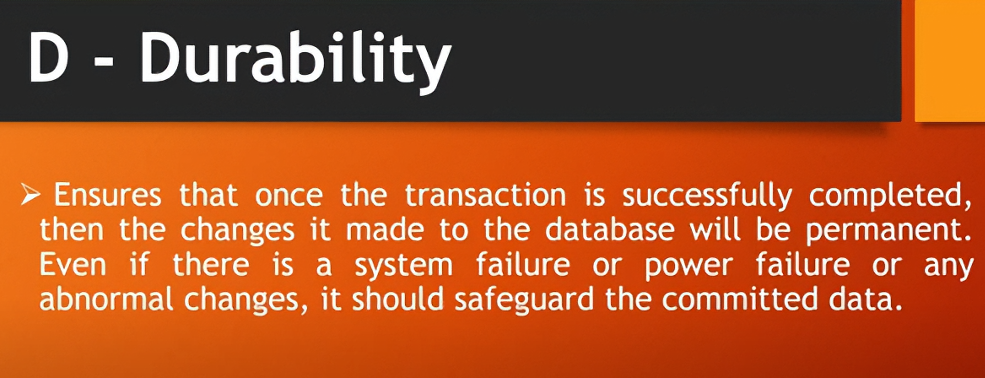 D - Durability
➢ Ensures that once the transaction is successfully completed,
then the changes it made to the database will be permanent.
Even if there is a system failure or power failure or any
abnormal changes, it should safeguard the committed data.